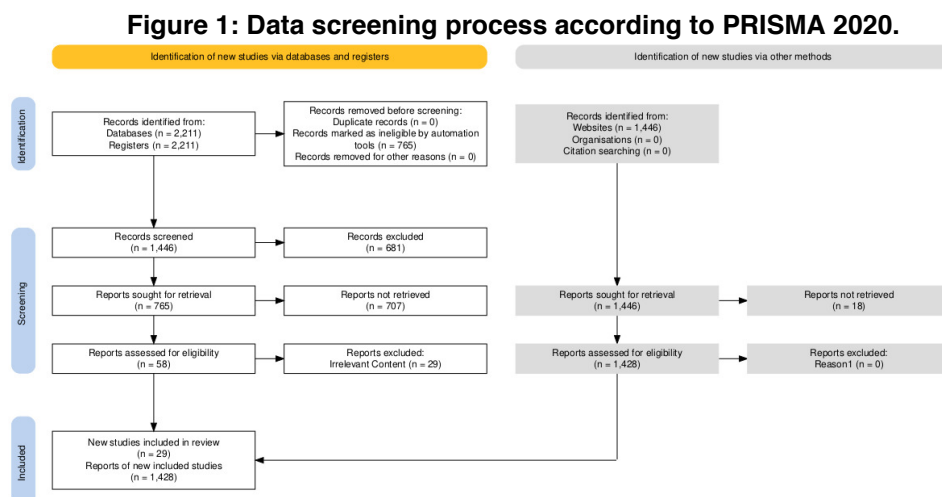 Figure 1: Data screening process according to PRISMA 2020.
Identification of new studies via databases and registers
Identification of new studies via other methods
Identification
Records identified from:
Databases (n = 2,211)
Registers (n = 2,211)
Records removed before screening:
Duplicate records (n = 0)
Records marked as ineligible by automation
tools (n = 765)
Records removed for other reasons (n = 0)
Records identified from:
Websites (n = 1,446)
Organisations (n = 0)
Citation searching (n = 0)
Screening
Records screened
(n = 1,446)
Records excluded
(n = 681)
Reports sought for retrieval
(n = 765)
Reports not retrieved
(n = 707)
Reports sought for retrieval
(n = 1,446)
Reports not retrieved
(n = 18)
Reports assessed for eligibility
(n = 58)
Reports excluded:
Irrelevant Content (n = 29)
Reports assessed for eligibility
(n = 1,428)
Reports excluded:
Reason1 (n = 0)
Included
New studies included in review
(n = 29)
Reports of new included studies
(n = 1,428)